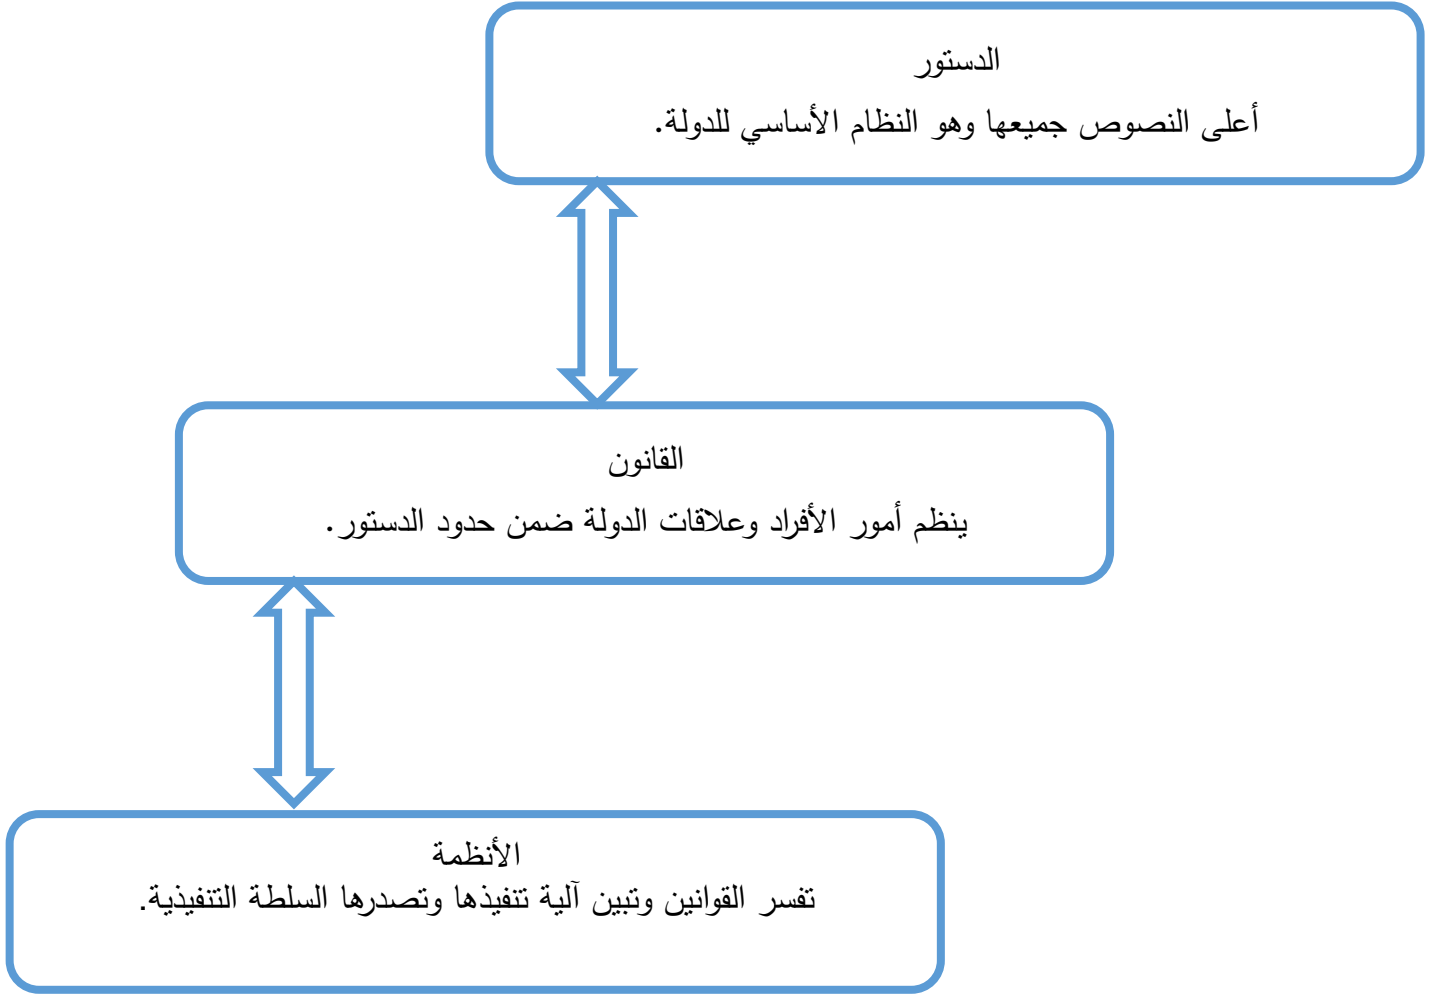 الدستور
أعلى النصوص جميعها وهو النظام الأساسي للدولة.
القانون
ينظم أمور الأفراد وعلاقات الدولة ضمن حدود الدستور.
الأنظمة
تفسر القوانين وتبين آلية تنفيذها وتصدرها السلطة التنفيذية.